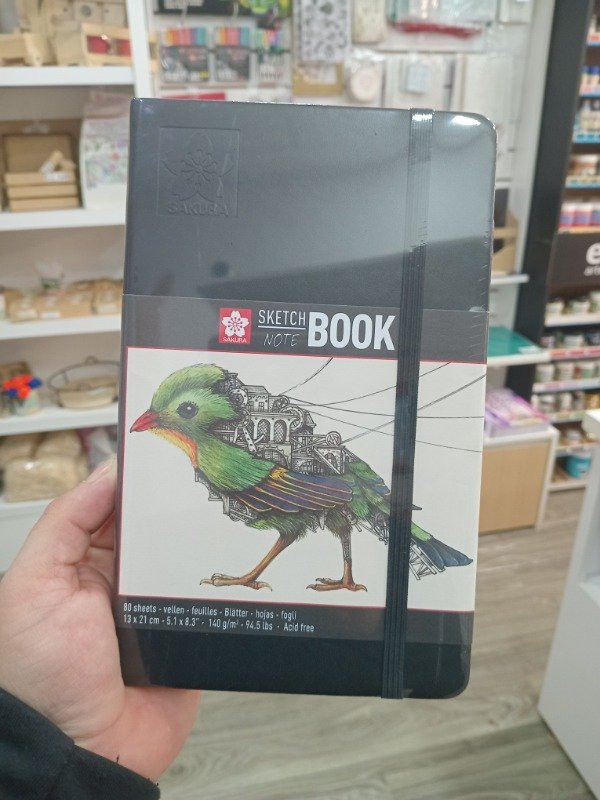 SAKURA
SAKURA
SKETCH
NOTE
BOOK
80 sheets - vellen - feuilles - Blätter - hojas - fogli
13 x 21 cm - 5.1 x 8.3" - 140 g/m² - 94.5 lbs - Acid free